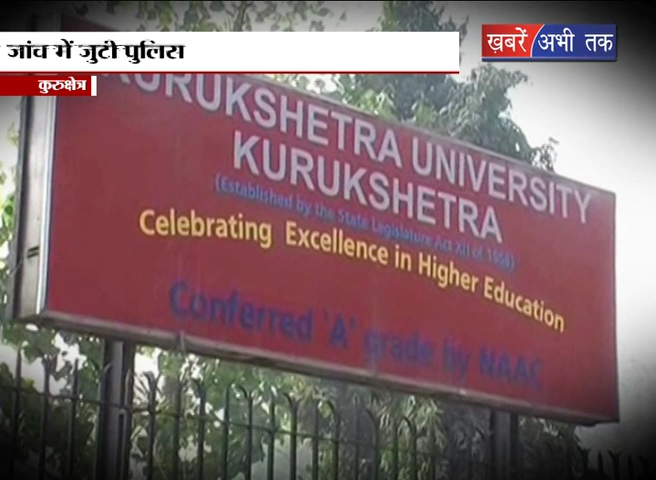 जांच में जुटी पुलिस
ख़बरें अभी तक
कुरुक्षेत्र
KURUKSHETRA UNIVERSITY
KURUKSHETRA
(Established by the State Legislature Act XII of 1956)
Celebrating Excellence in Higher Education
Conferred 'A' grade by NAAC